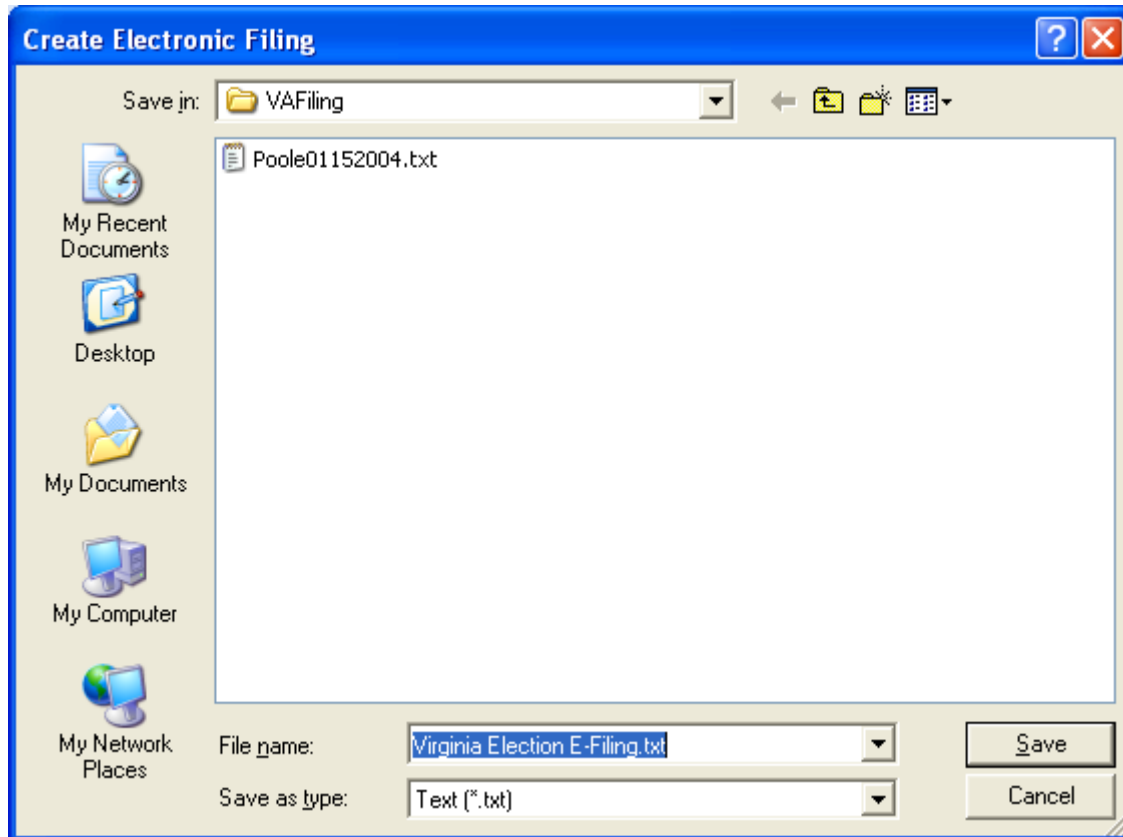 Create Electronic Filing
?
Save in:
VAFiling
Poole01152004.txt
My Recent
Documents
Desktop
My Documents
My Computer
My Network
Places
File name:
Virginia Election E-Filing.txt
Save
Save as type:
Text (*.txt)
Cancel